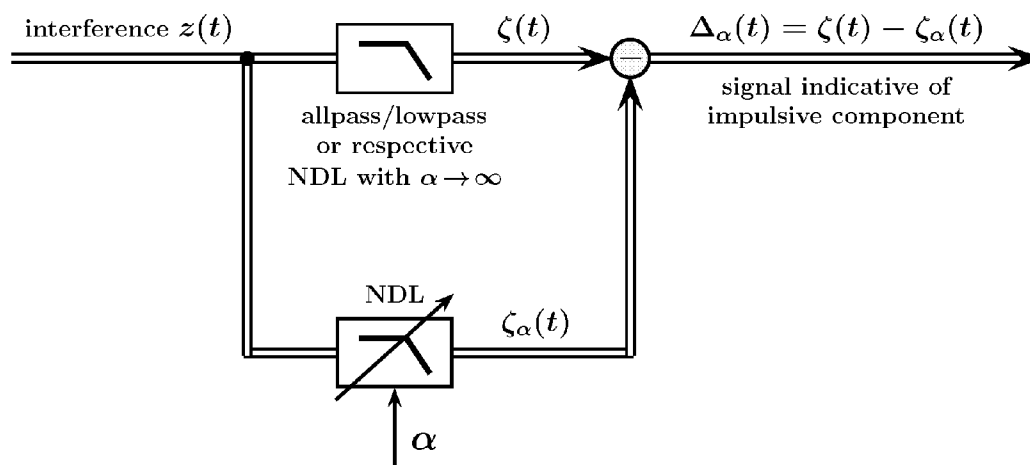 interference z(t)
ζ(t)
Δα(t) = ζ(t) − ζα(t)
−
allpass/lowpass
or respective
NDL with α → ∞
signal indicative of
impulsive component
NDL
ζα(t)
α